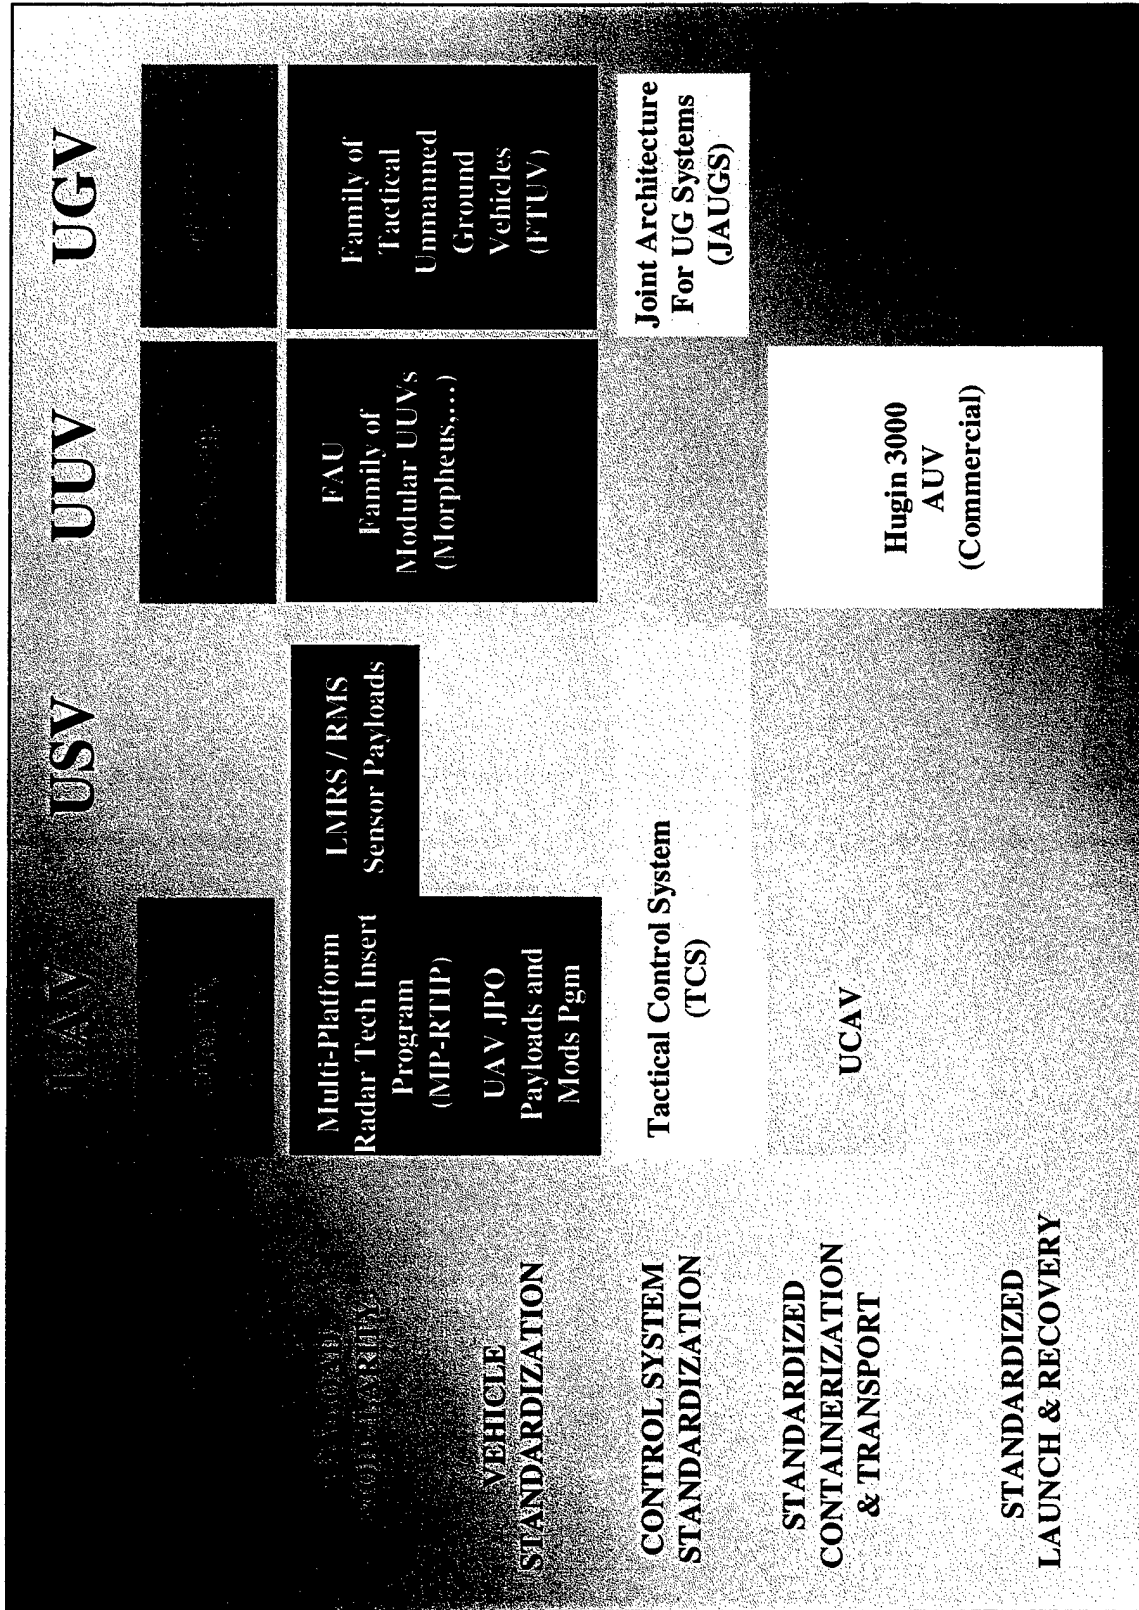 UAV
USV
UUV
UGV
PAYLOAD
MODULARITY
Multi-Platform
Radar Tech Insert
Program
(MP-RTIP)
UAV JPO
Payloads and
Mods Pgm
LMRS / RMS
Sensor Payloads
FAU
Family of
Modular UUVs
(Morpheus,...)
Family of
Tactical
Unmanned
Ground
Vehicles
(FTUV)
VEHICLE
STANDARDIZATION
CONTROL SYSTEM
STANDARDIZATION
Tactical Control System
(TCS)
Joint Architecture
For UG Systems
(JAUGS)
STANDARDIZED
CONTAINERIZATION
& TRANSPORT
UCAV
Hugin 3000
AUV
(Commercial)
STANDARDIZED
LAUNCH & RECOVERY